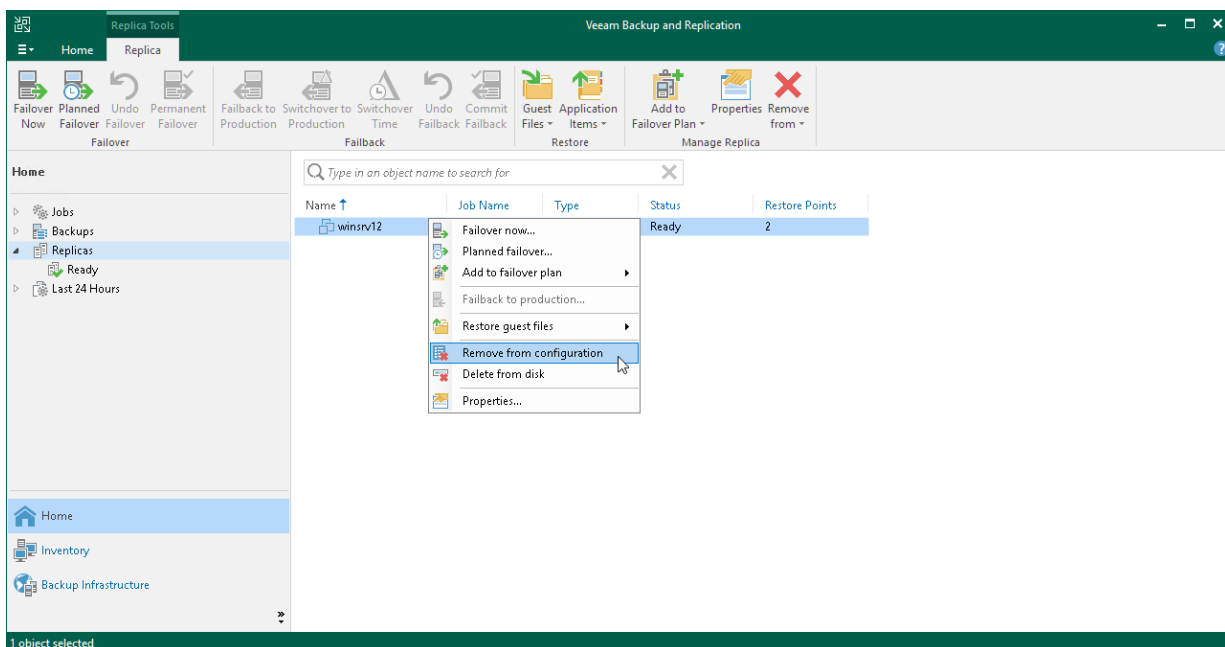 Replica Tools
Veeam Backup and Replication
Home
Replica
Failover Now
Planned Failover
Undo Failover
Permanent Failover
Failback to Production
Switchover to Production
Switchover Time
Undo Failback
Commit Failback
Guest Files
Application Items
Add to Failover Plan
Properties
Remove from
Failover
Failback
Restore
Manage Replica
Home
Type in an object name to search for
Jobs
Backups
Replicas
Ready
Last 24 Hours
Name
Job Name
Type
Status
Restore Points
winsrv12
Ready
2
Failover now...
Planned failover...
Add to failover plan
Failback to production...
Restore guest files
Remove from configuration
Delete from disk
Properties...
Home
Inventory
Backup Infrastructure
1 object selected